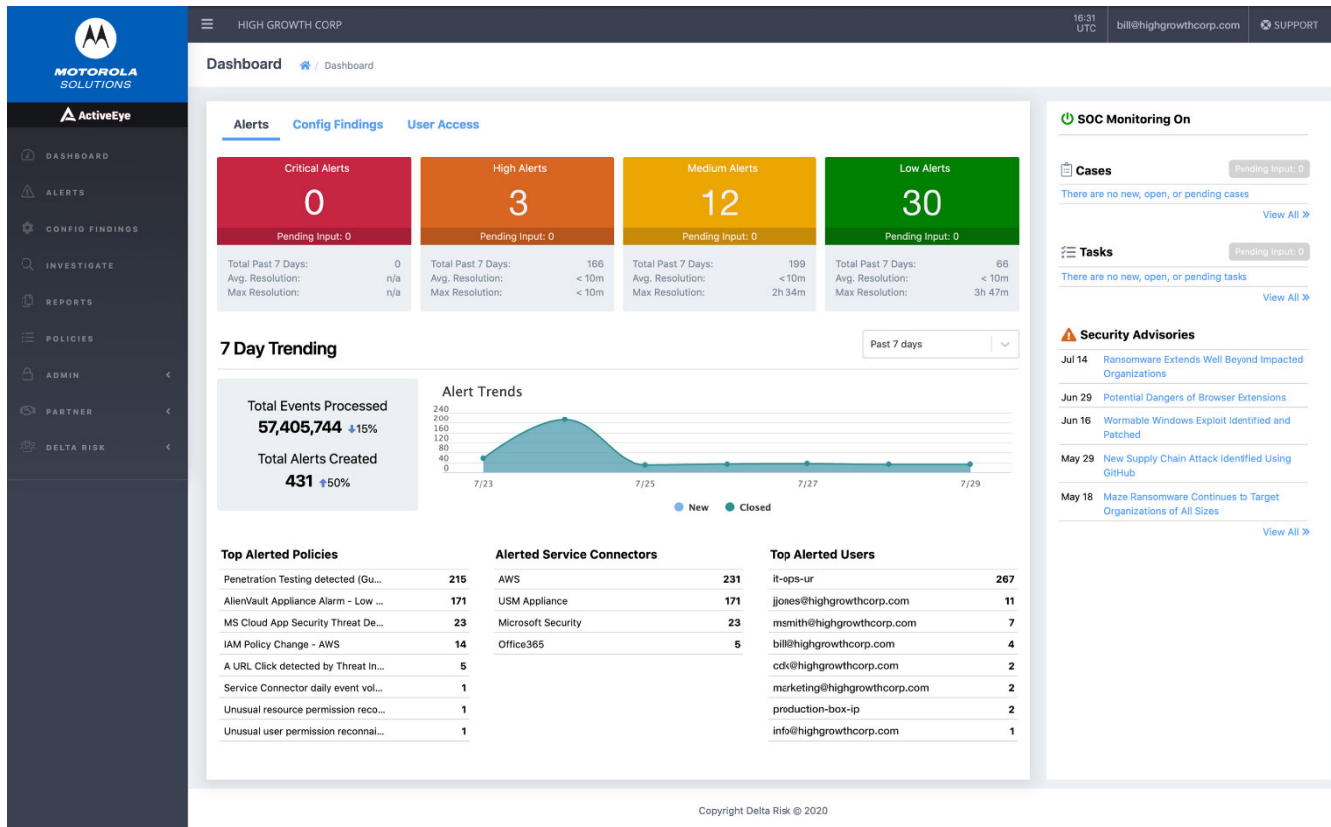 MOTOROLA
SOLUTIONS
ActiveEye
DASHBOARD
ALERTS
CONFIG FINDINGS
INVESTIGATE
REPORTS
POLICIES
ADMIN
PARTNER
DELTA RISK
HIGH GROWTH CORP
16:31
UTC
bill@highgrowthcorp.com
SUPPORT
Dashboard / Dashboard
Alerts Config Findings User Access
Critical Alerts
0
Pending Input: 0
Total Past 7 Days: 0
Avg. Resolution: n/a
Max Resolution: n/a
High Alerts
3
Pending Input: 0
Total Past 7 Days: 166
Avg. Resolution: < 10m
Max Resolution: < 10m
Medium Alerts
12
Pending Input: 0
Total Past 7 Days: 199
Avg. Resolution: < 10m
Max Resolution: 2h 34m
Low Alerts
30
Pending Input: 0
Total Past 7 Days: 66
Avg. Resolution: < 10m
Max Resolution: 3h 47m
7 Day Trending
Past 7 days
Total Events Processed
57,405,744 15%
Total Alerts Created
431 50%
Alert Trends
240
200
160
120
80
40
0
7/23 7/25 7/27 7/29
New Closed
Top Alerted Policies
Penetration Testing detected (Gu... 215
AlienVault Appliance Alarm - Low ... 171
MS Cloud App Security Threat De... 23
IAM Policy Change - AWS 14
A URL Click detected by Threat In... 5
Service Connector daily event vol... 1
Unusual resource permission reco... 1
Unusual user permission reconnai... 1
Alerted Service Connectors
AWS 231
USM Appliance 171
Microsoft Security 23
Office365 5
Top Alerted Users
it-ops-ur 267
jjones@highgrowthcorp.com 11
msmith@highgrowthcorp.com 7
bill@highgrowthcorp.com 4
cdk@highgrowthcorp.com 2
marketing@highgrowthcorp.com 2
production-box-ip 2
info@highgrowthcorp.com 1
SOC Monitoring On
Cases Pending Input: 0
There are no new, open, or pending cases
View All »
Tasks Pending Input: 0
There are no new, open, or pending tasks
View All »
Security Advisories
Jul 14 Ransomware Extends Well Beyond Impacted
Organizations
Jun 29 Potential Dangers of Browser Extensions
Jun 16 Wormable Windows Exploit Identified and
Patched
May 29 New Supply Chain Attack Identified Using
GitHub
May 18 Maze Ransomware Continues to Target
Organizations of All Sizes
View All »
Copyright Delta Risk © 2020